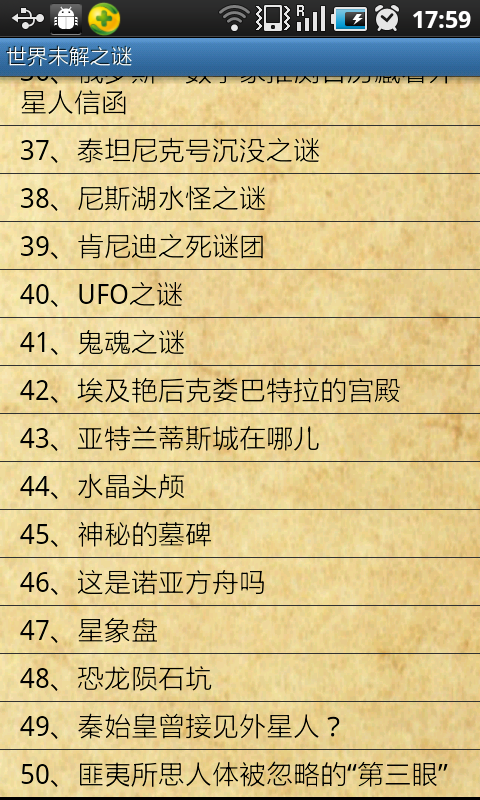 17:59
世界未解之谜
星人信函
37、泰坦尼克号沉没之谜
38、尼斯湖水怪之谜
39、肯尼迪之死谜团
40、UFO之谜
41、鬼魂之谜
42、埃及艳后克娄巴特拉的宫殿
43、亚特兰蒂斯城在哪儿
44、水晶头颅
45、神秘的墓碑
46、这是诺亚方舟吗
47、星象盘
48、恐龙陨石坑
49、秦始皇曾接见外星人？
50、匪夷所思人体被忽略的“第三眼”